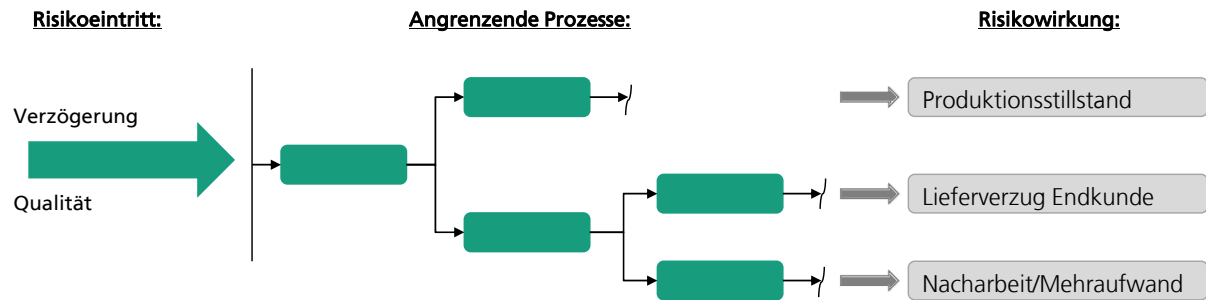 Risikoeintritt:
Angrenzende Prozesse:
Risikowirkung:
Verzögerung
Qualität
Produktionsstillstand
Lieferverzug Endkunde
Nacharbeit/Mehraufwand